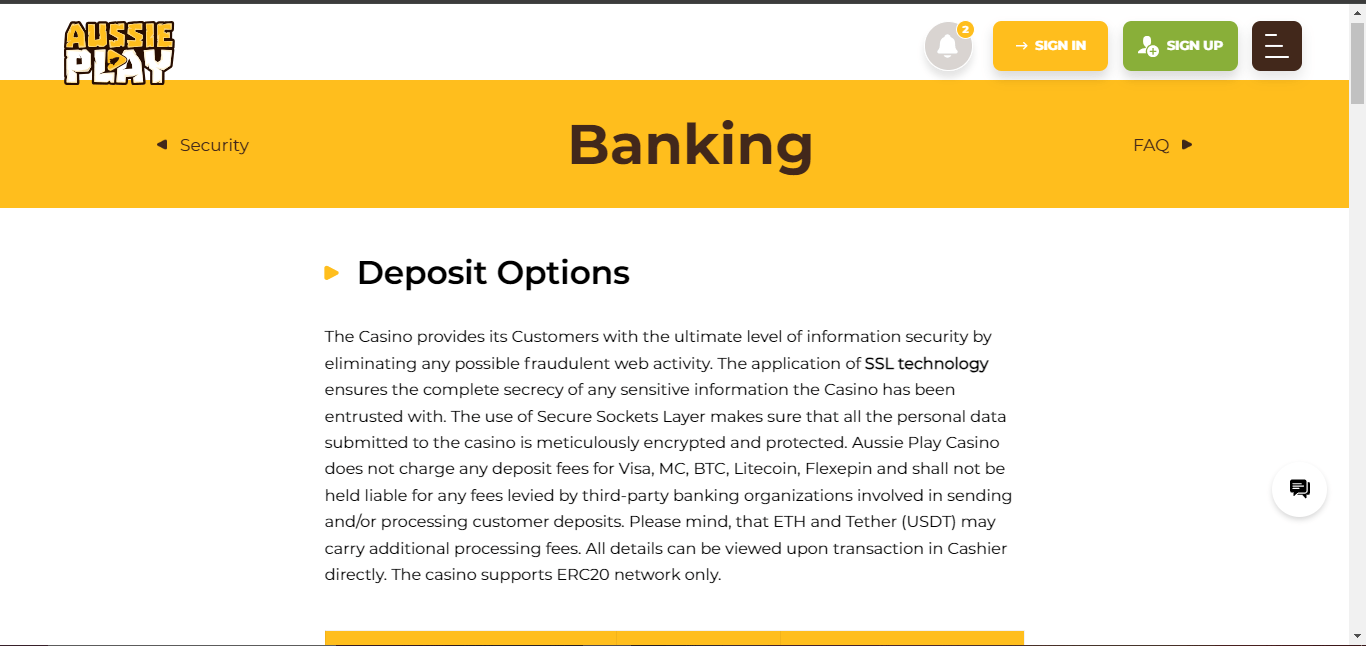 AUSSIE
PLAY
2
→ SIGN IN
SIGN UP
◀ Security
Banking
FAQ ▶
Deposit Options
The Casino provides its Customers with the ultimate level of information security by
eliminating any possible fraudulent web activity. The application of SSL technology
ensures the complete secrecy of any sensitive information the Casino has been
entrusted with. The use of Secure Sockets Layer makes sure that all the personal data
submitted to the casino is meticulously encrypted and protected. Aussie Play Casino
does not charge any deposit fees for Visa, MC, BTC, Litecoin, Flexepin and shall not be
held liable for any fees levied by third-party banking organizations involved in sending
and/or processing customer deposits. Please mind, that ETH and Tether (USDT) may
carry additional processing fees. All details can be viewed upon transaction in Cashier
directly. The casino supports ERC20 network only.